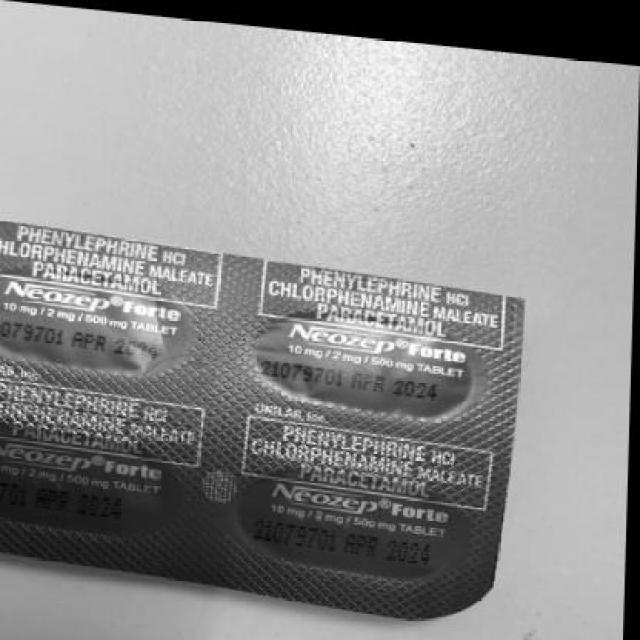 PHENYLEPHRINE HCl
CHLORPHENAMINE MALEATE
PARACETAMOL
Neozep® Forte
10 mg / 2 mg / 500 mg TABLET
079701 APR
PHENYLEPHRINE HCl
CHLORPHENAMINE MALEATE
PARACETAMOL
Neozep® Forte
10 mg / 2 mg / 500 mg TABLET
21079701 APR 2024
PHENYLEPHRINE HCl
CHLORPHENAMINE MALEATE
PARACETAMOL
Neozep® Forte
mg / 2 mg / 500 mg TABLET
701 APR 2024
PHENYLEPHRINE HCl
CHLORPHENAMINE MALEATE
PARACETAMOL
Neozep® Forte
10 mg / 2 mg / 500 mg TABLET
21079701 APR 2024